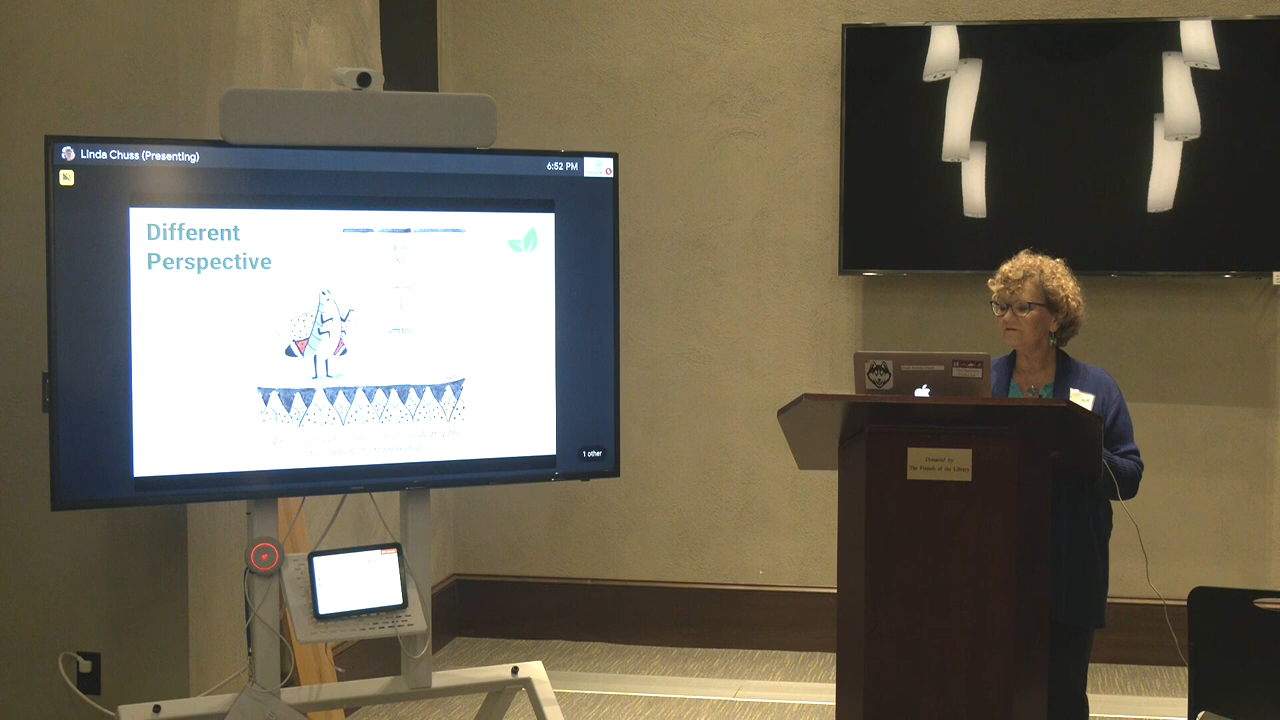 Linda Chuss (Presenting)
6:52 PM
Different
Perspective
1 other
Donated by
The Friends of the Library